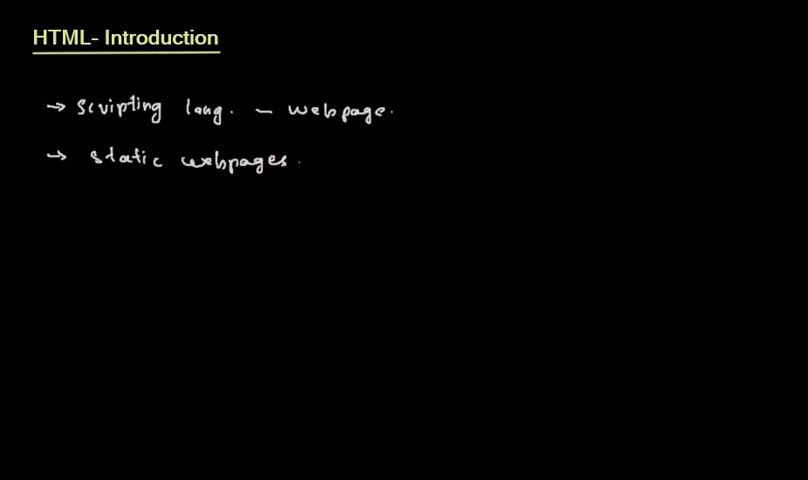 HTML- Introduction
→ Scripting lang. – webpage.
→ static webpages.